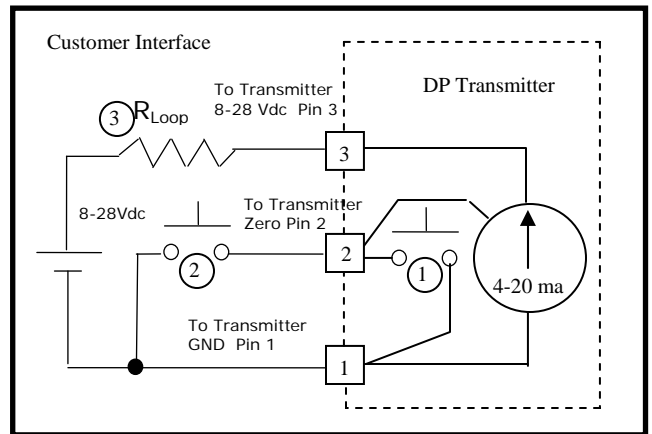 Customer Interface
DP Transmitter
To Transmitter
8-28 Vdc Pin 3
3
RLoop
3
8-28Vdc
To Transmitter
Zero Pin 2
2
2
1
4-20 ma
To Transmitter
GND Pin 1
1